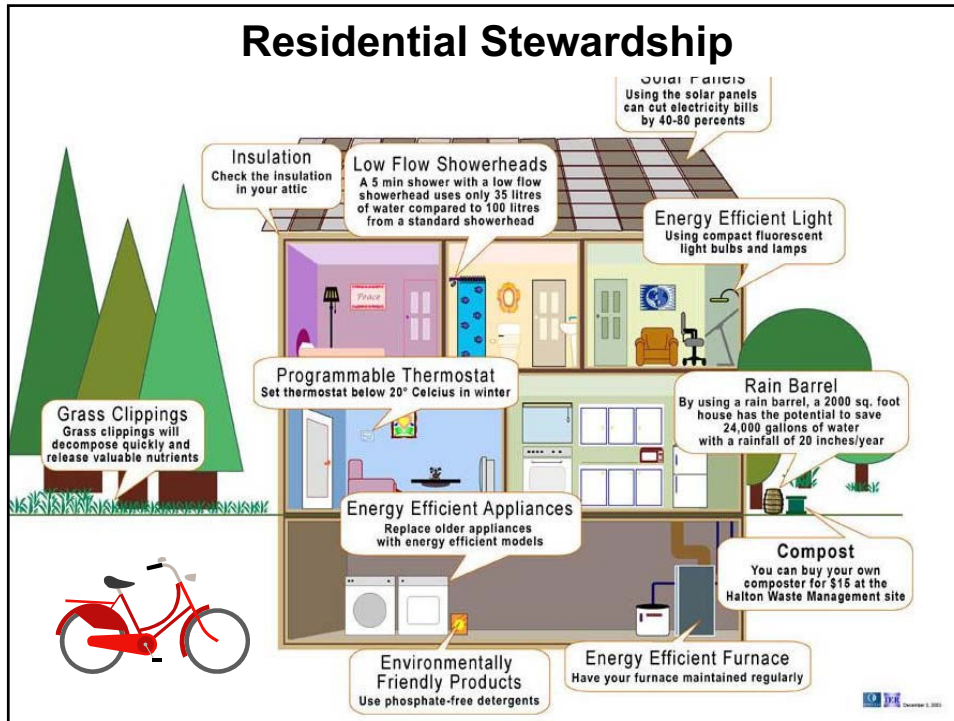 Residential Stewardship
Solar Panels
Using the solar panels
can cut electricity bills
by 40-80 percents
Insulation
Check the insulation
in your attic
Low Flow Showerheads
A 5 min shower with a low flow
showerhead uses only 35 litres
of water compared to 100 litres
from a standard showerhead
Energy Efficient Light
Using compact fluorescent
light bulbs and lamps
Peace
Programmable Thermostat
Set thermostat below 20° Celcius in winter
Rain Barrel
By using a rain barrel, a 2000 sq. foot
house has the potential to save
24,000 gallons of water
with a rainfall of 20 inches/year
Grass Clippings
Grass clippings will
decompose quickly and
release valuable nutrients
Energy Efficient Appliances
Replace older appliances
with energy efficient models
Compost
You can buy your own
composter for $15 at the
Halton Waste Management site
Environmentally
Friendly Products
Use phosphate-free detergents
Energy Efficient Furnace
Have your furnace maintained regularly